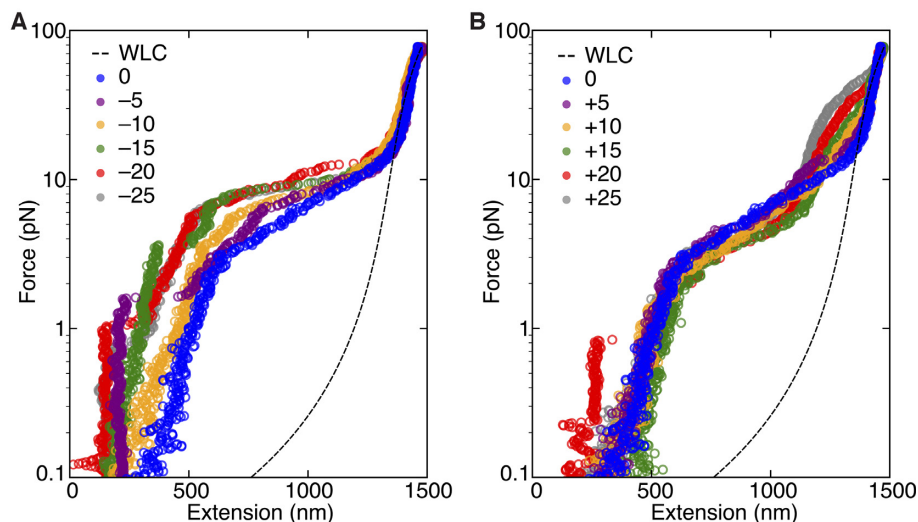 A
100
10
1
0.1
Force (pN)
-- WLC
0
–5
–10
–15
–20
–25
0 500 1000 1500
Extension (nm)
B
100
10
1
0.1
Force (pN)
-- WLC
0
+5
+10
+15
+20
+25
0 500 1000 1500
Extension (nm)